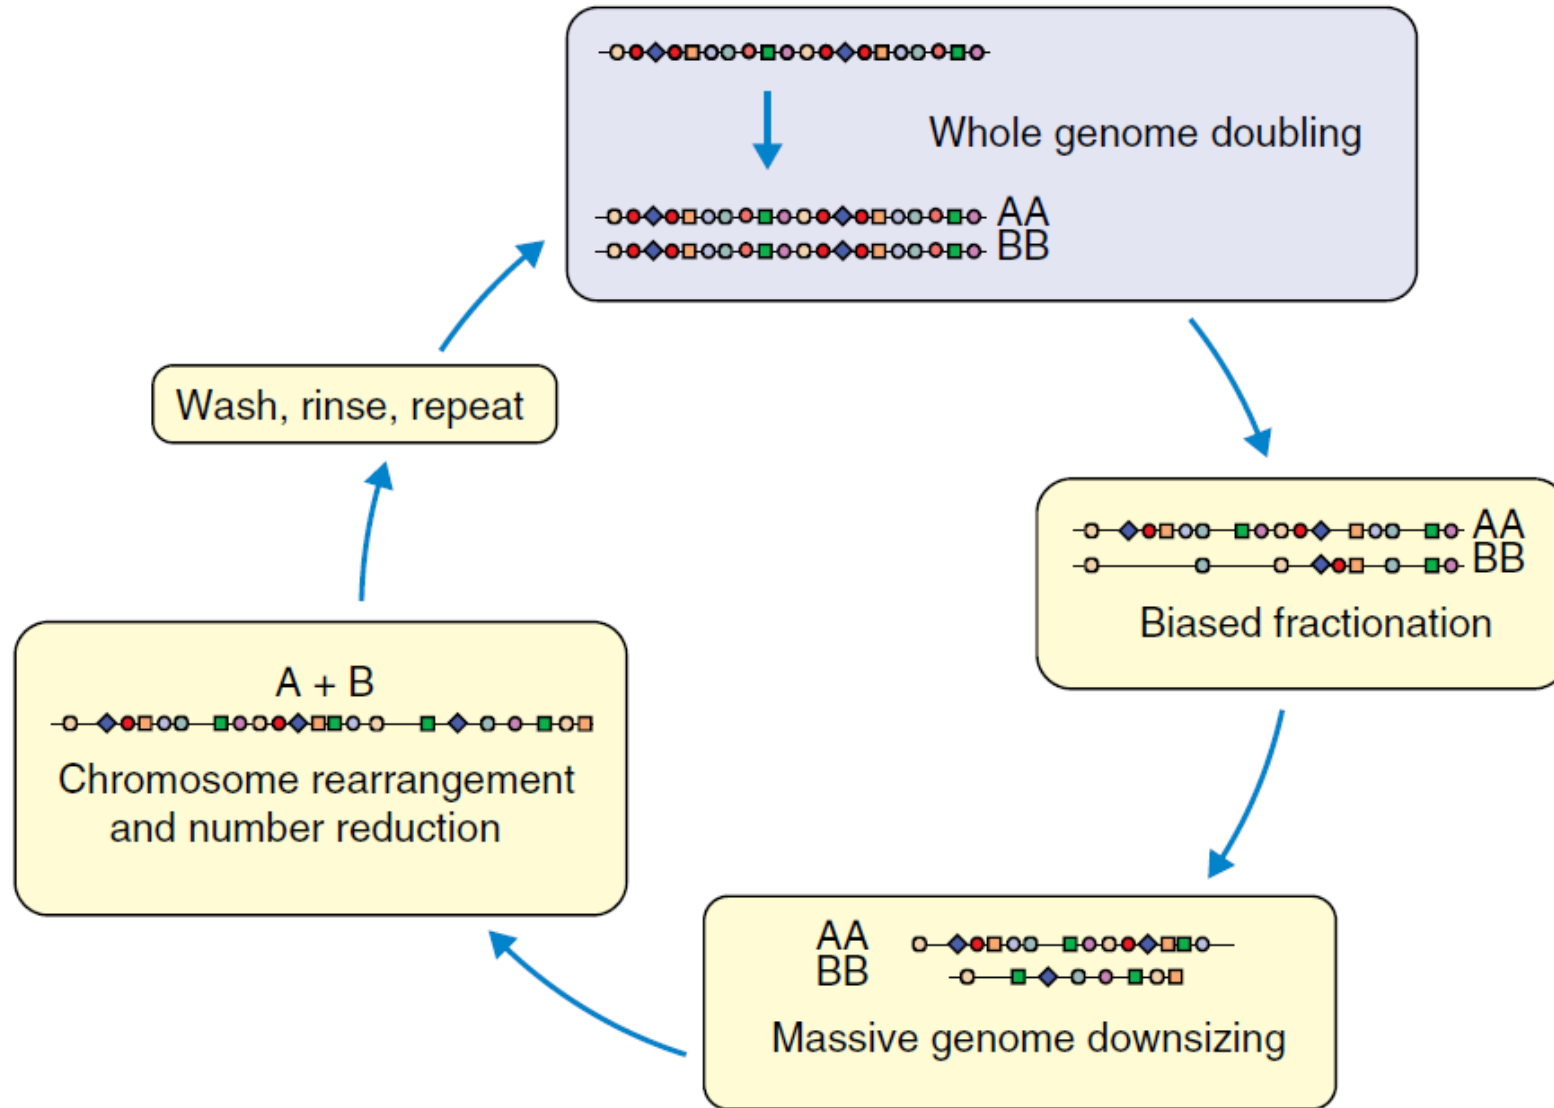 Whole genome doubling
AA
BB
AA
BB
Biased fractionation
AA
BB
Massive genome downsizing
A + B
Chromosome rearrangement
and number reduction
Wash, rinse, repeat